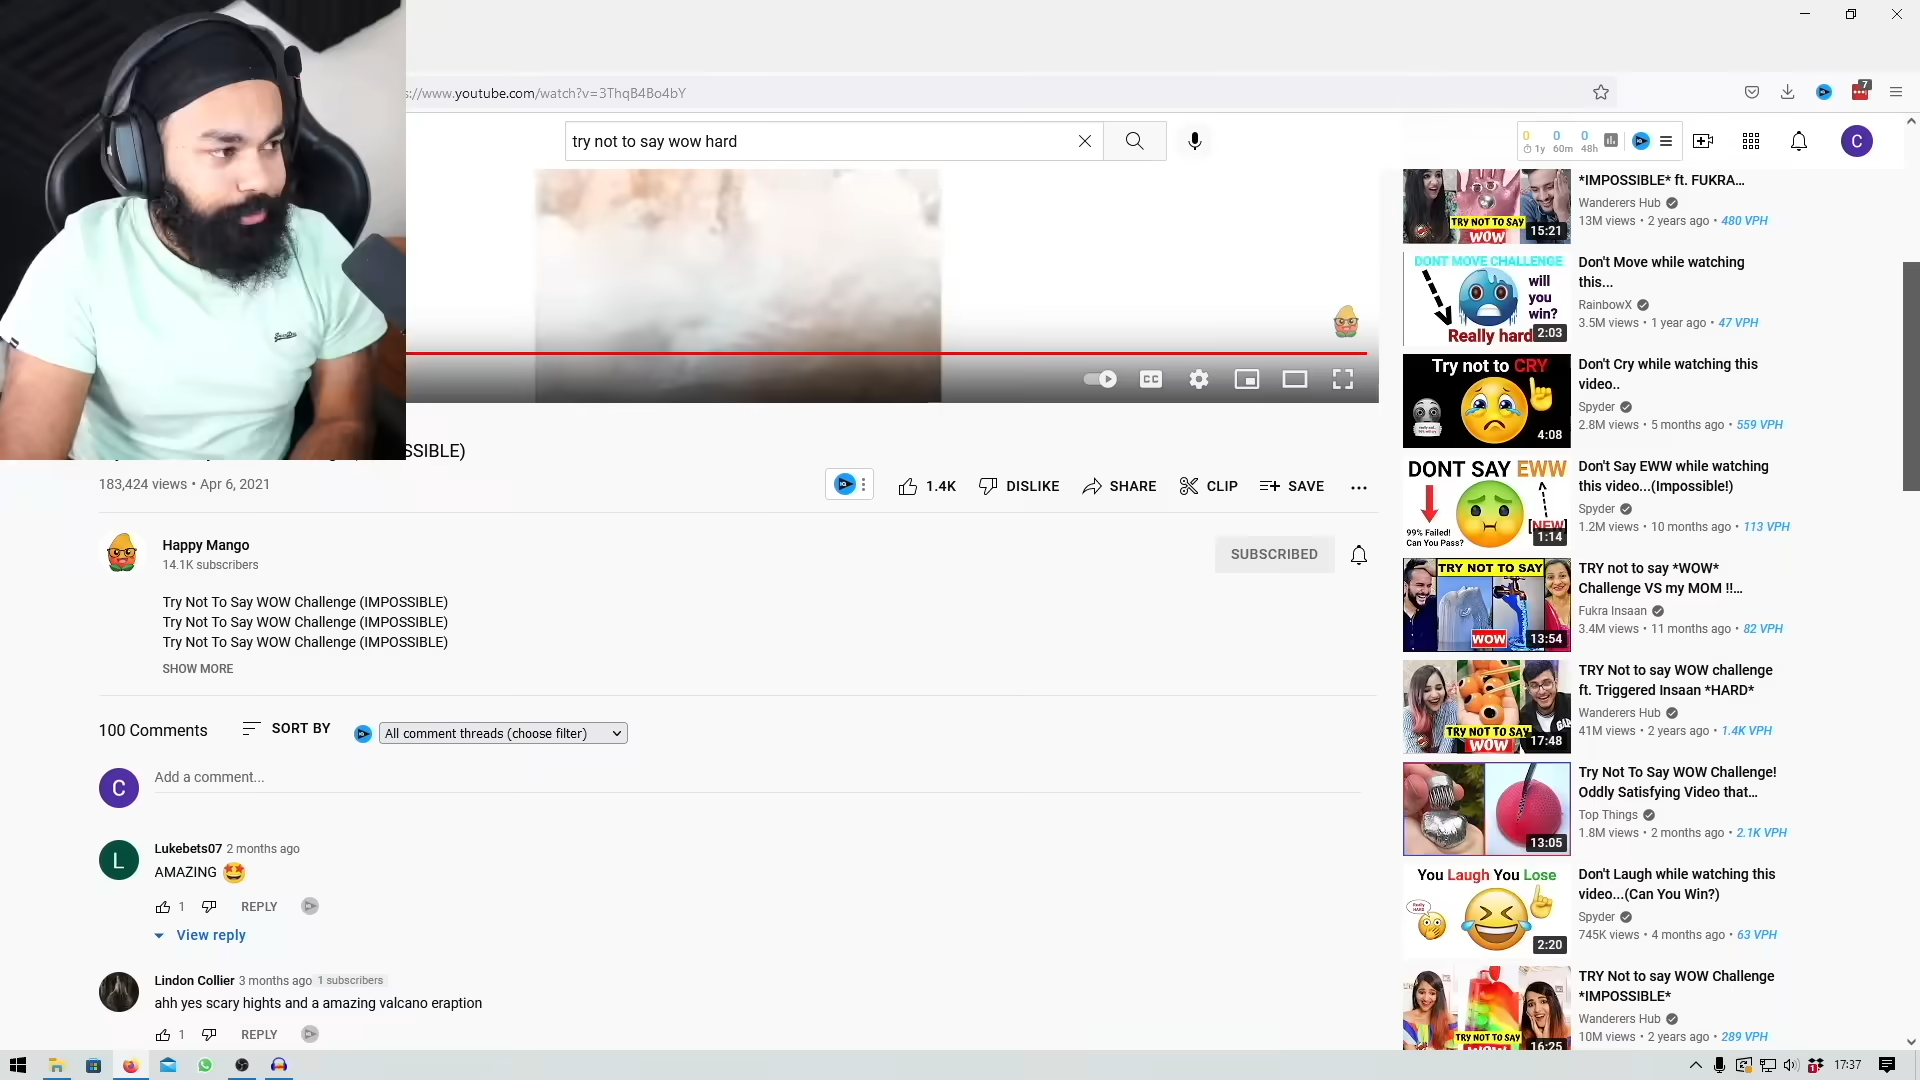 s://www.youtube.com/watch?v=3ThqB4Bo4bY
7
try not to say wow hard
0 0 0
1y 60m 48h
C
SSIBLE)
183,424 views • Apr 6, 2021
1.4K
DISLIKE
SHARE
CLIP
SAVE
Happy Mango
14.1K subscribers
SUBSCRIBED
Try Not To Say WOW Challenge (IMPOSSIBLE)
Try Not To Say WOW Challenge (IMPOSSIBLE)
Try Not To Say WOW Challenge (IMPOSSIBLE)
SHOW MORE
100 Comments
SORT BY
All comment threads (choose filter)
C
Add a comment...
L
Lukebets07 2 months ago
AMAZING 🤩
1
REPLY
View reply
Lindon Collier 3 months ago 1 subscribers
ahh yes scary hights and a amazing valcano eraption
1
REPLY
TRY NOT TO SAY
WOW
15:21
*IMPOSSIBLE* ft. FUKRA...
Wanderers Hub
13M views • 2 years ago • 480 VPH
DONT MOVE CHALLENGE
will
you
win?
Really hard
2:03
Don't Move while watching
this...
RainbowX
3.5M views • 1 year ago • 47 VPH
Try not to CRY
4:08
Don't Cry while watching this
video..
Spyder
2.8M views • 5 months ago • 559 VPH
DONT SAY EWW
99% Failed!
Can You Pass?
[NEW]
1:14
Don't Say EWW while watching
this video...(Impossible!)
Spyder
1.2M views • 10 months ago • 113 VPH
TRY NOT TO SAY
WOW
13:54
TRY not to say *WOW*
Challenge VS my MOM !!...
Fukra Insaan
3.4M views • 11 months ago • 82 VPH
TRY NOT TO SAY
WOW
17:48
TRY Not to say WOW challenge
ft. Triggered Insaan *HARD*
Wanderers Hub
41M views • 2 years ago • 1.4K VPH
13:05
Try Not To Say WOW Challenge!
Oddly Satisfying Video that...
Top Things
1.8M views • 2 months ago • 2.1K VPH
You Laugh You Lose
2:20
Don't Laugh while watching this
video...(Can You Win?)
Spyder
745K views • 4 months ago • 63 VPH
TRY NOT TO SAY
16:25
TRY Not to say WOW Challenge
*IMPOSSIBLE*
Wanderers Hub
10M views • 2 years ago • 289 VPH
17:37